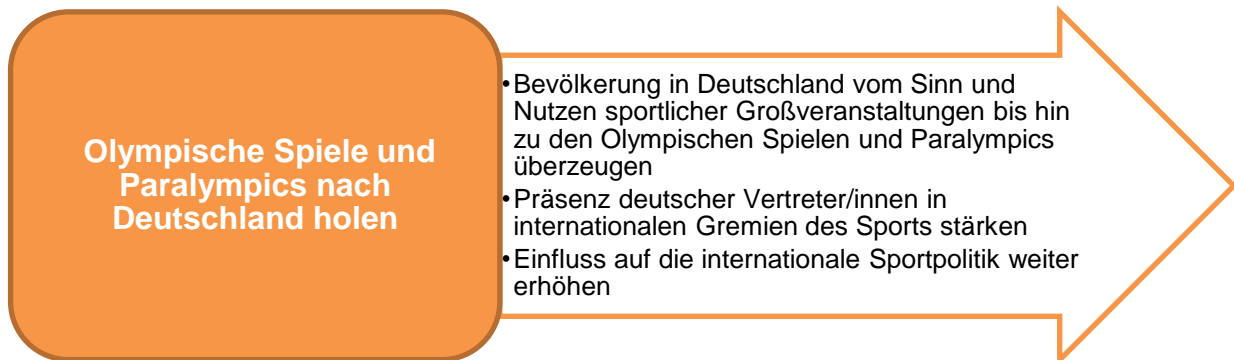 Olympische Spiele und
Paralympics nach
Deutschland holen
•Bevölkerung in Deutschland vom Sinn und
Nutzen sportlicher Großveranstaltungen bis hin
zu den Olympischen Spielen und Paralympics
überzeugen
•Präsenz deutscher Vertreter/innen in
internationalen Gremien des Sports stärken
•Einfluss auf die internationale Sportpolitik weiter
erhöhen